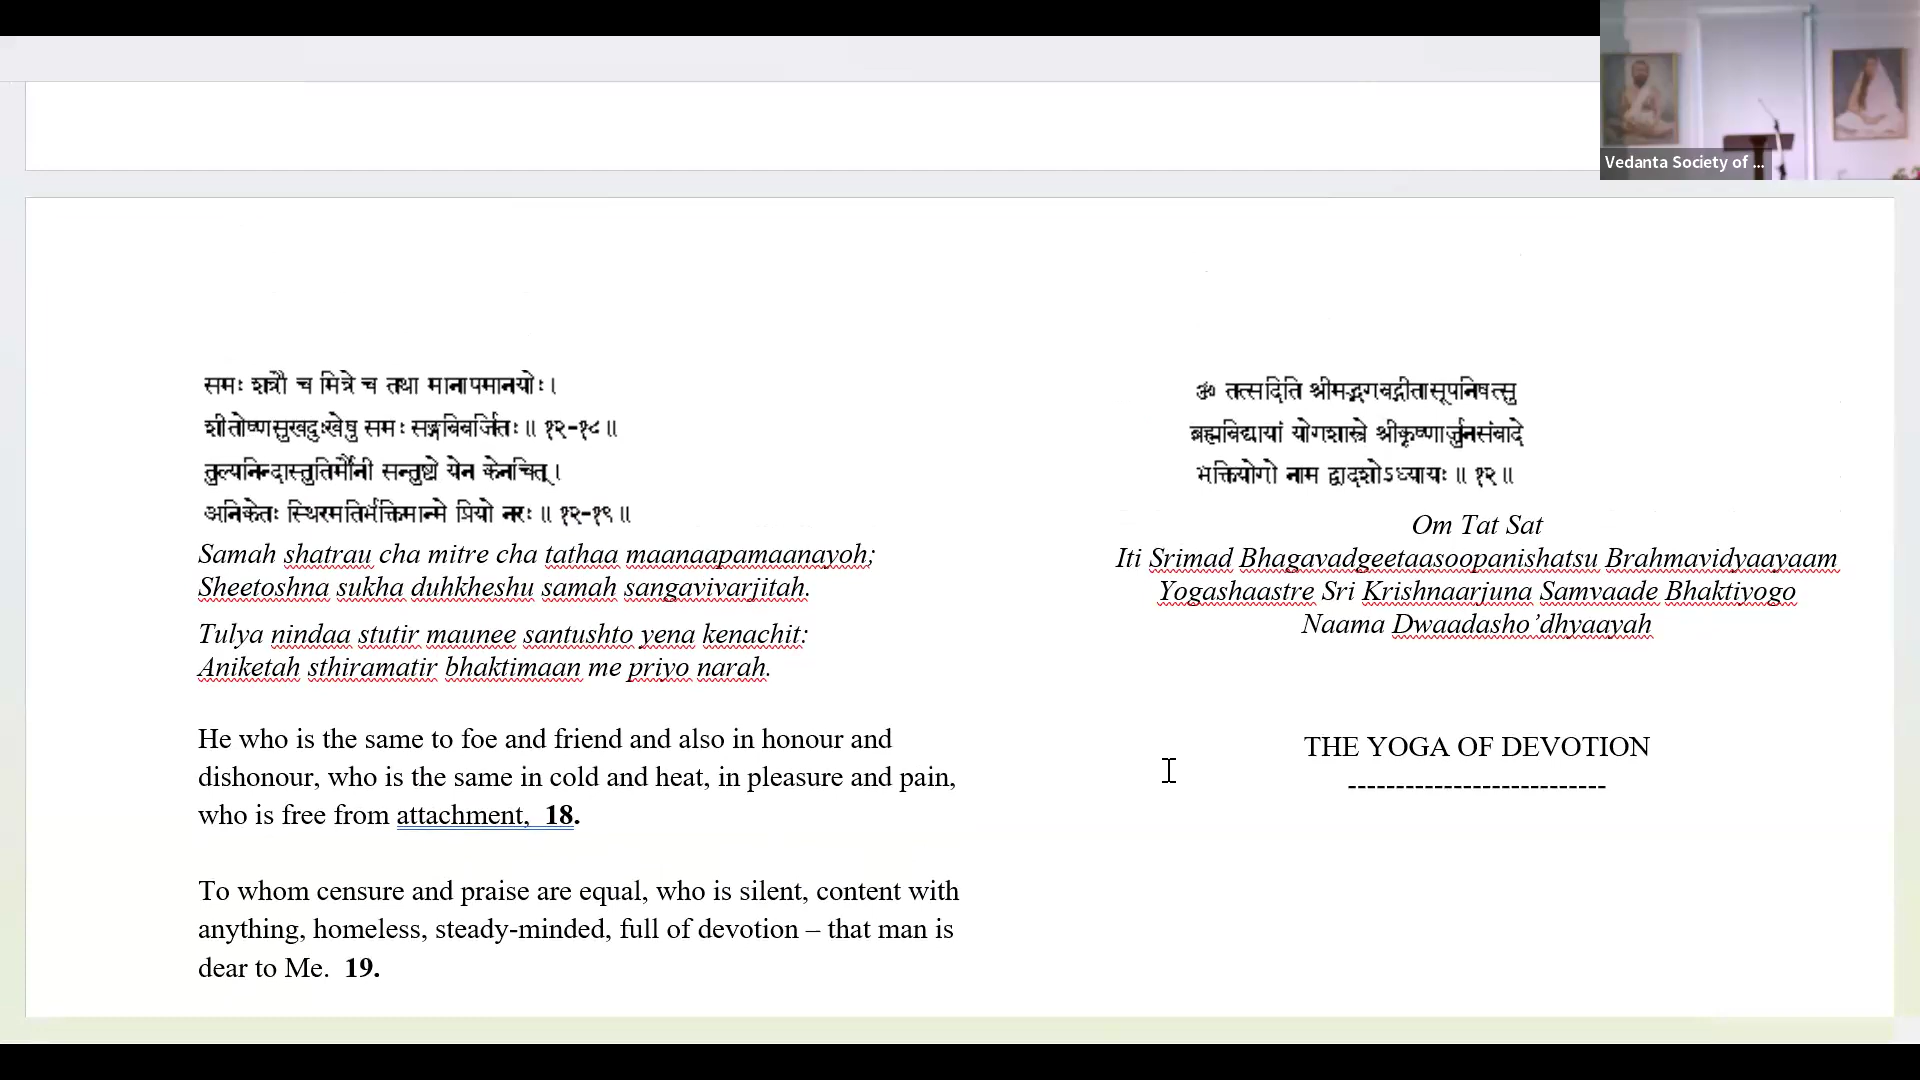 Vedanta Society of ...
समः शत्रौ च मित्रे च तथा मानापमानयोः।
शीतोष्णसुखदुःखेषु समः सङ्गविवर्जितः॥ १२-१८॥
तुल्यनिन्दास्तुतिर्मौनी सन्तुष्टो येन केनचित्।
अनिकेतः स्थिरमतिर्भक्तिमान्मे प्रियो नरः॥ १२-१९॥
Samah shatrau cha mitre cha tathaa maanaapamaanayoh;
Sheetoshna sukha duhkheshu samah sangavivarjitah.
Tulya nindaa stutir maunee santushto yena kenachit:
Aniketah sthiramatir bhaktimaan me priyo narah.
He who is the same to foe and friend and also in honour and
dishonour, who is the same in cold and heat, in pleasure and pain,
who is free from attachment, 18.
To whom censure and praise are equal, who is silent, content with
anything, homeless, steady-minded, full of devotion – that man is
dear to Me. 19.
ॐ तत्सदिति श्रीमद्भगवद्गीतासूपनिषत्सु
ब्रह्मविद्यायां योगशास्त्रे श्रीकृष्णार्जुनसंवादे
भक्तियोगो नाम द्वादशोऽध्यायः॥ १२॥
Om Tat Sat
Iti Srimad Bhagavadgeetaasoopanishatsu Brahmavidyaayaam
Yogashaastre Sri Krishnaarjuna Samvaade Bhaktiyogo
Naama Dwaadasho’dhyaayah
THE YOGA OF DEVOTION
--------------------------